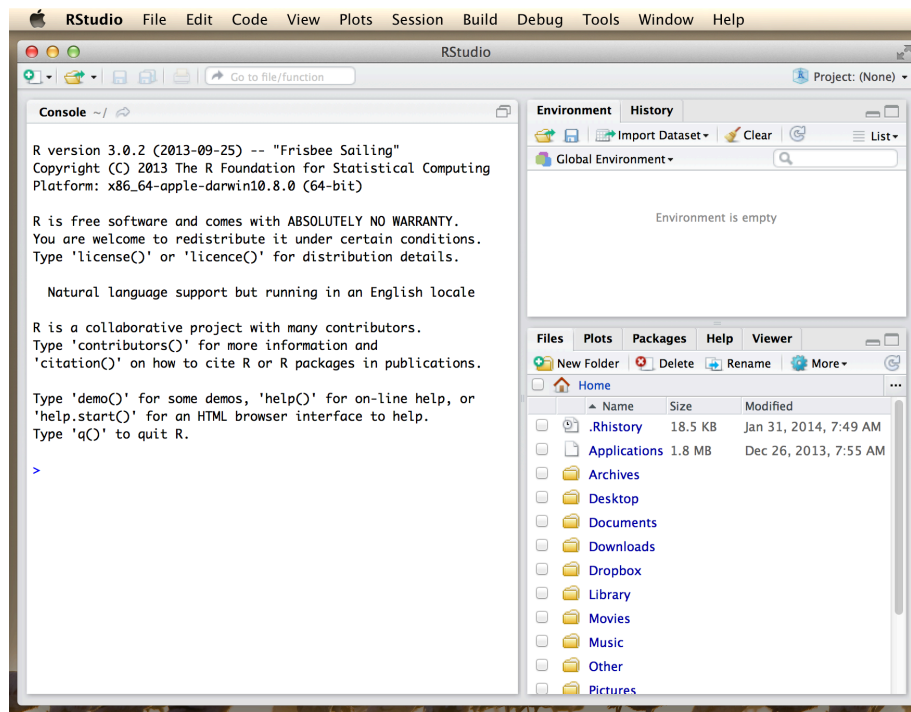 RStudio File Edit Code View Plots Session Build Debug Tools Window Help
RStudio
Go to file/function Project: (None)
Console ~/
R version 3.0.2 (2013-09-25) -- "Frisbee Sailing"
Copyright (C) 2013 The R Foundation for Statistical Computing
Platform: x86_64-apple-darwin10.8.0 (64-bit)
R is free software and comes with ABSOLUTELY NO WARRANTY.
You are welcome to redistribute it under certain conditions.
Type 'license()' or 'licence()' for distribution details.
Natural language support but running in an English locale
R is a collaborative project with many contributors.
Type 'contributors()' for more information and
'citation()' on how to cite R or R packages in publications.
Type 'demo()' for some demos, 'help()' for on-line help, or
'help.start()' for an HTML browser interface to help.
Type 'q()' to quit R.
>
Environment History
Import Dataset Clear List
Global Environment
Environment is empty
Files Plots Packages Help Viewer
New Folder Delete Rename More
Home ...
Name Size Modified
.Rhistory 18.5 KB Jan 31, 2014, 7:49 AM
Applications 1.8 MB Dec 26, 2013, 7:55 AM
Archives
Desktop
Documents
Downloads
Dropbox
Library
Movies
Music
Other
Pictures